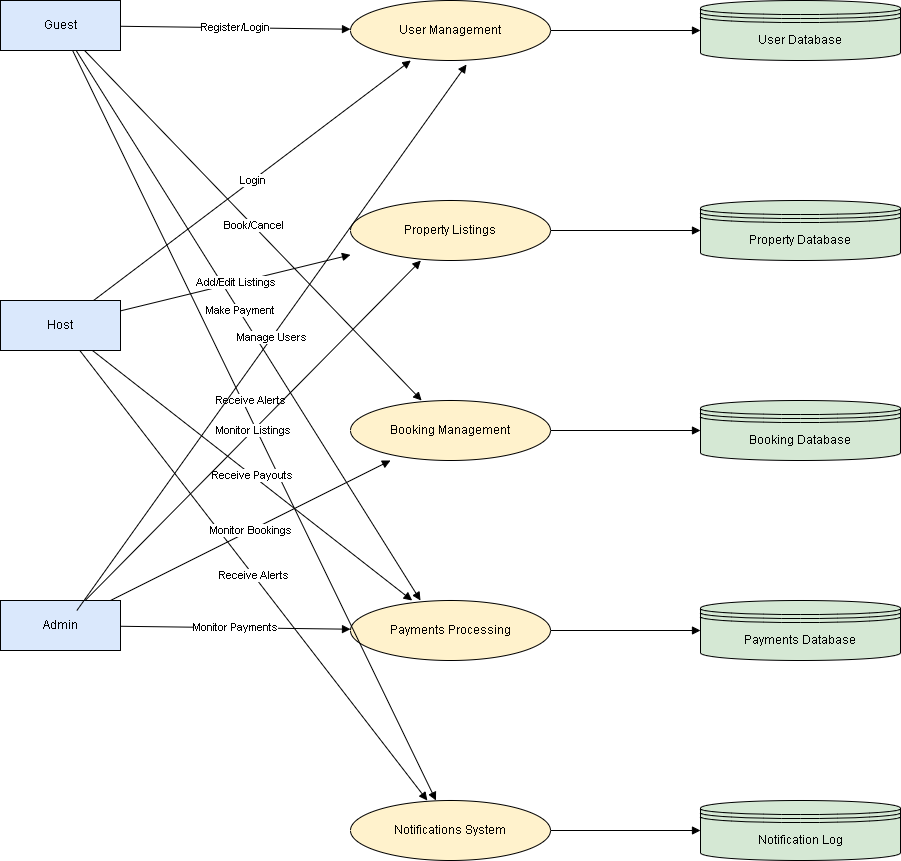 Guest
Register/Login
User Management
User Database
Login
Book/Cancel
Property Listings
Property Database
Add/Edit Listings
Make Payment
Host
Manage Users
Receive Alerts
Monitor Listings
Booking Management
Booking Database
Receive Payouts
Monitor Bookings
Receive Alerts
Admin
Monitor Payments
Payments Processing
Payments Database
Notifications System
Notification Log